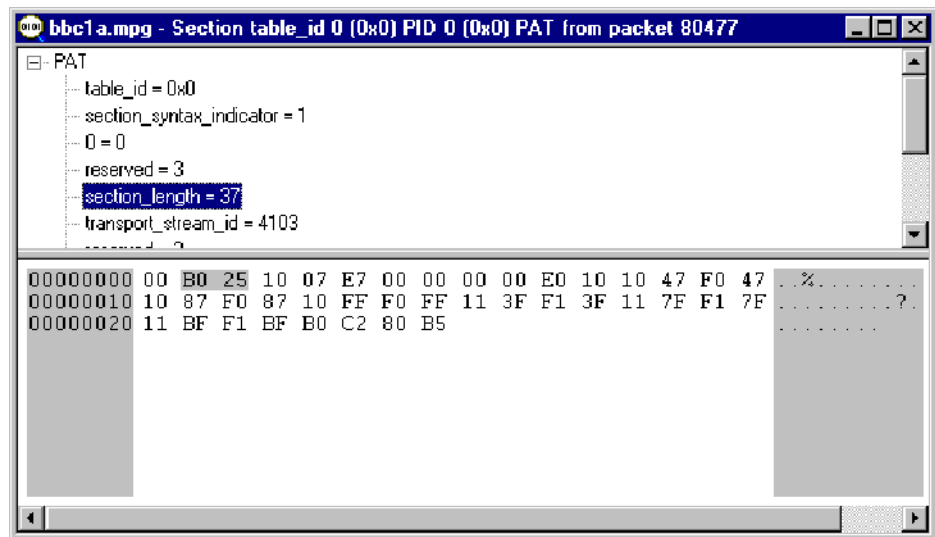 bbc1a.mpg - Section table_id 0 (0x0) PID 0 (0x0) PAT from packet 80477
PAT
table_id = 0x0
section_syntax_indicator = 1
0 = 0
reserved = 3
section_length = 37
transport_stream_id = 4103
00000000 00 B0 25 10 07 E7 00 00 00 00 E0 10 10 47 F0 47 ..%.............
00000010 10 87 F0 87 10 FF F0 FF 11 3F F1 3F 11 7F F1 7F .........?.
00000020 11 BF F1 BF B0 C2 80 B5 ........